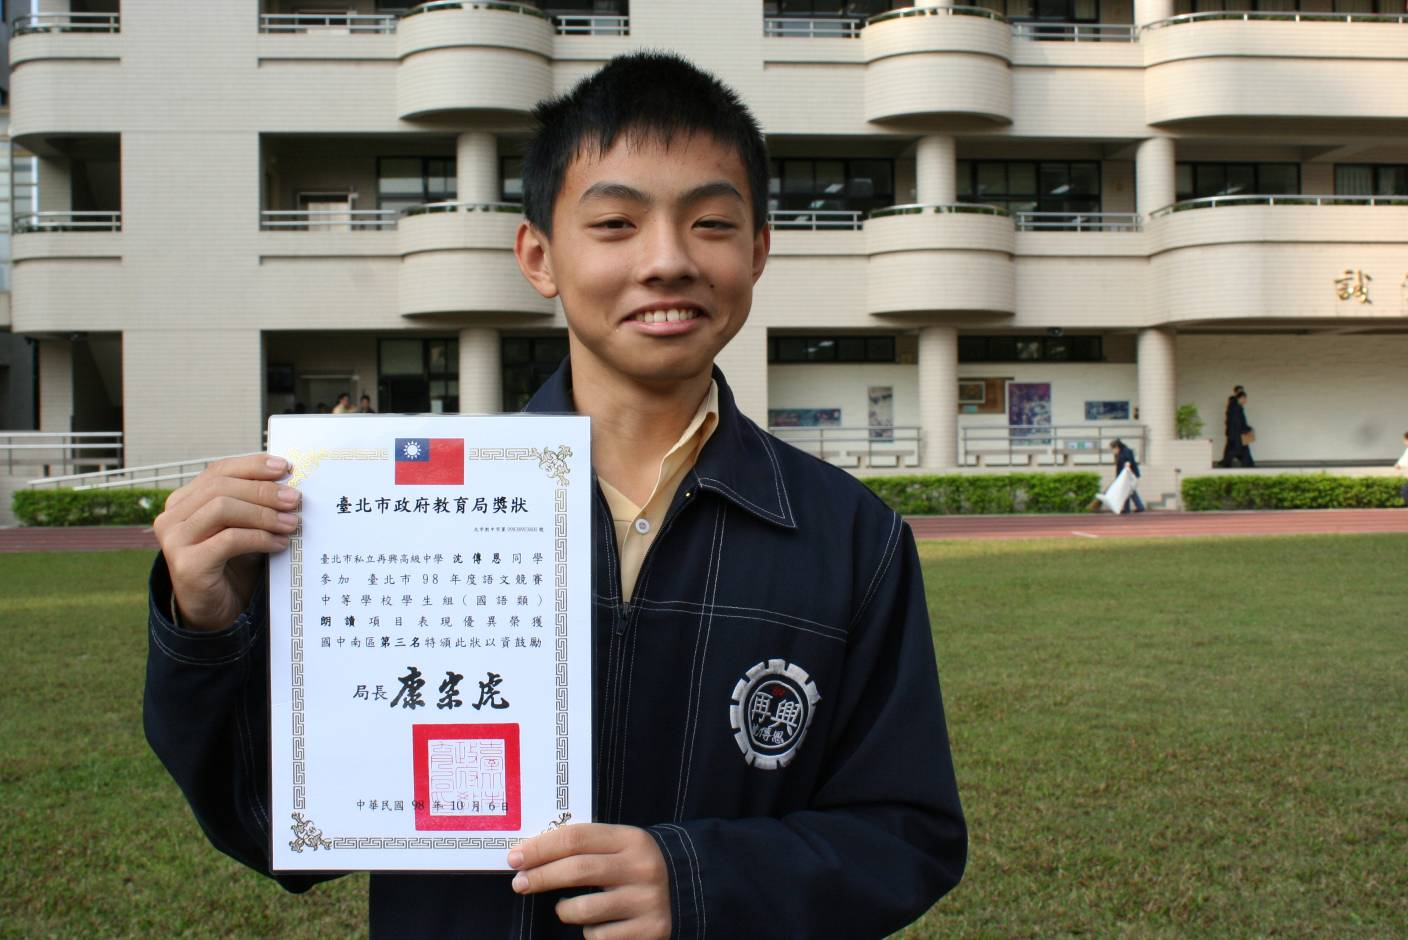 臺北市政府教育局獎狀
臺北市私立再興高級中學 沈傳恩 同學
參加 臺北市 98 年度語文競賽
中等學校學生組(國語類)
朗讀項目表現優異榮獲
國中南區第三名特頒此狀以資鼓勵
局長 康宗虎
中華民國 98 年 10 月 6 日
再興
沈傳恩
誠